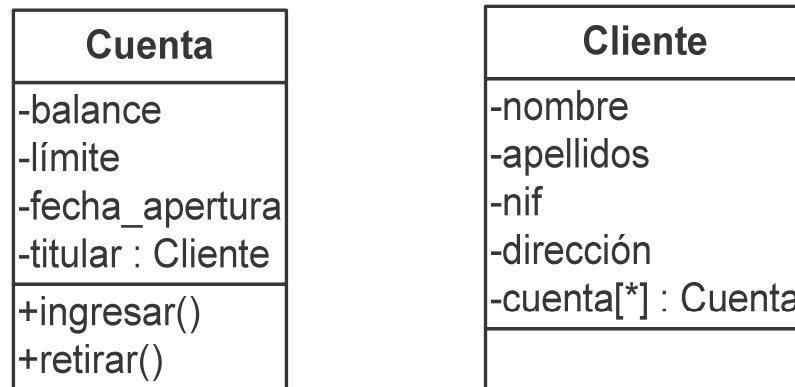 Cuenta
-balance
-límite
-fecha_apertura
-titular : Cliente
+ingresar()
+retirar()
Cliente
-nombre
-apellidos
-nif
-dirección
-cuenta[*] : Cuenta